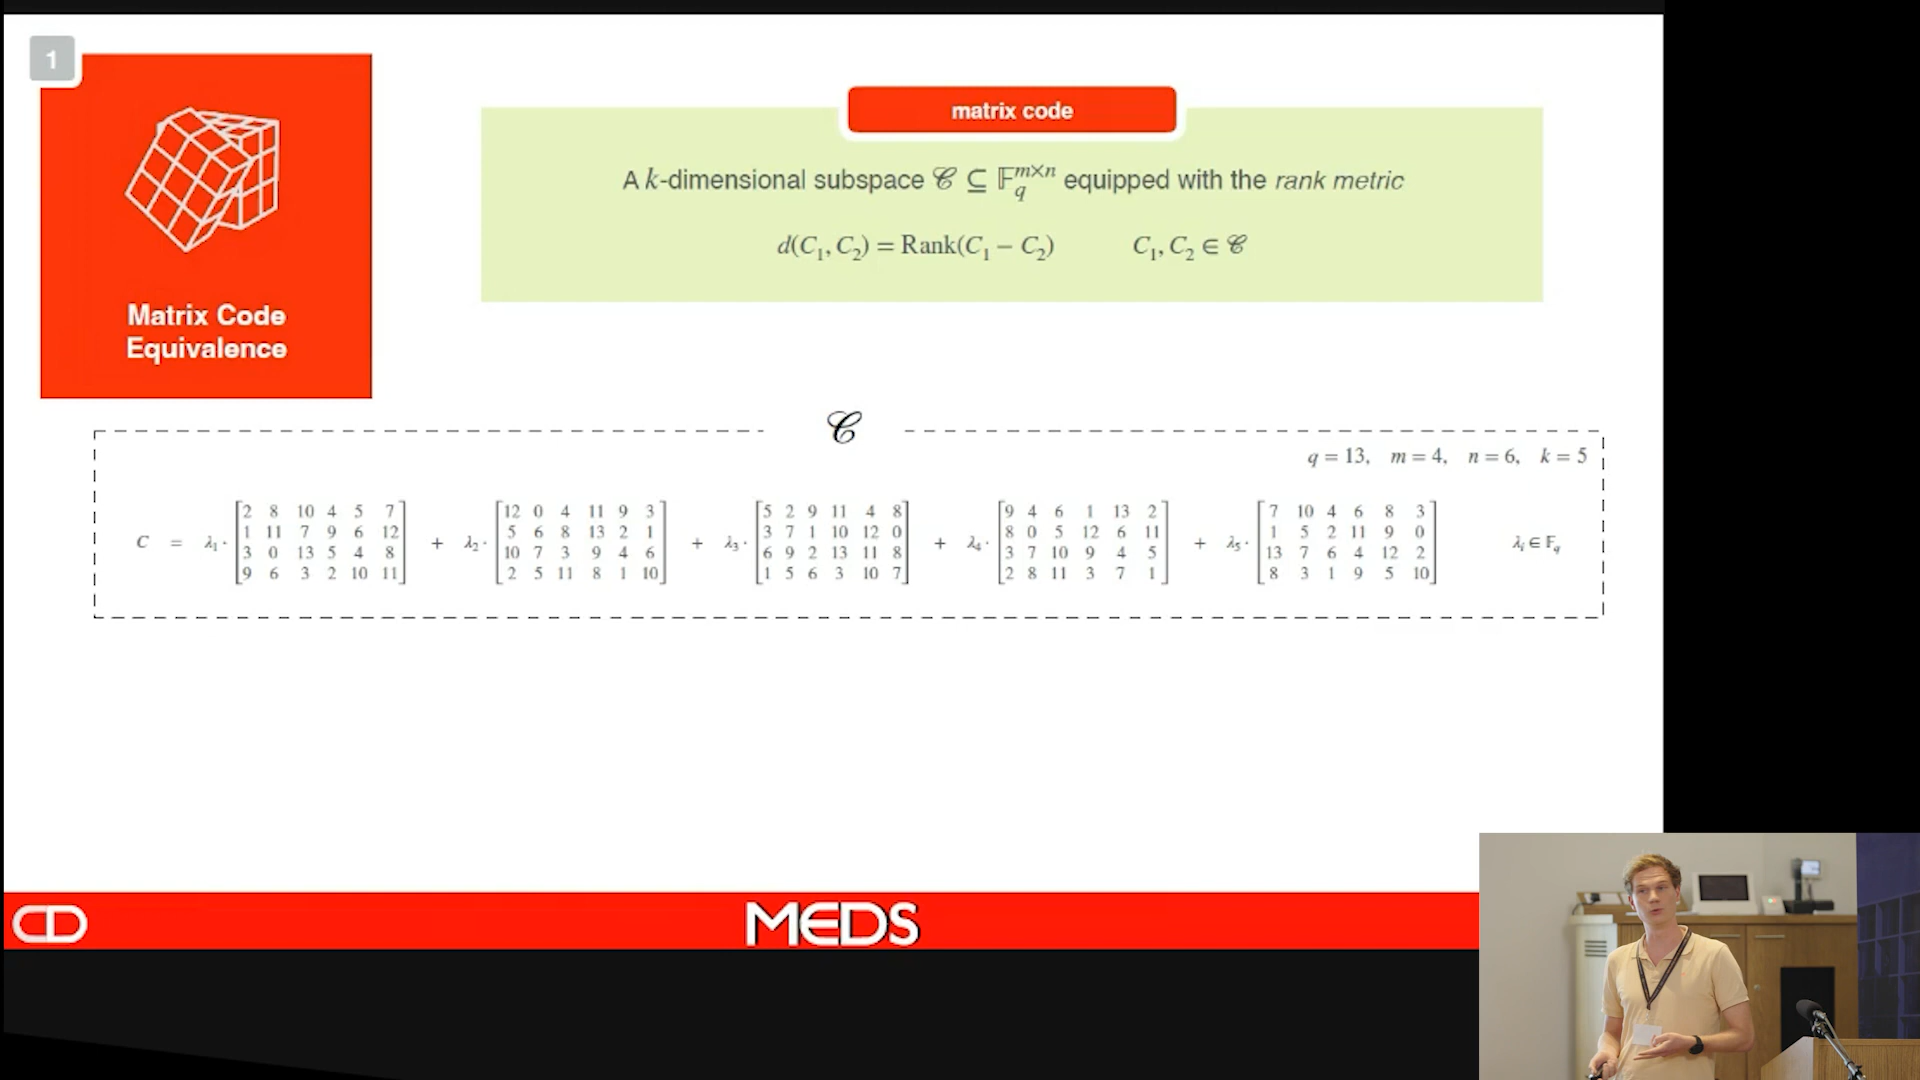 1
Matrix Code
Equivalence
matrix code
A k-dimensional subspace 𝒞 ⊆ 𝔽_q^{m×n} equipped with the rank metric
d(C₁, C₂) = Rank(C₁ − C₂) C₁, C₂ ∈ 𝒞
𝒞
q = 13, m = 4, n = 6, k = 5
2 8 10 4 5 7 12 0 4 11 9 3 5 2 9 11 4 8 9 4 6 1 13 2 7 10 4 6 8 3
1 11 7 9 6 12 5 6 8 13 2 1 3 7 1 10 12 0 8 0 5 12 6 11 1 5 2 11 9 0
C = λ₁ · + λ₂ · + λ₃ · + λ₄ · + λ₅ · λᵢ ∈ 𝔽_q
3 0 13 5 4 8 10 7 3 9 4 6 6 9 2 13 11 8 3 7 10 9 4 5 13 7 6 4 12 2
9 6 3 2 10 11 2 5 11 8 1 10 1 5 6 3 10 7 2 8 11 3 7 1 8 3 1 9 5 10
CD
MEDS